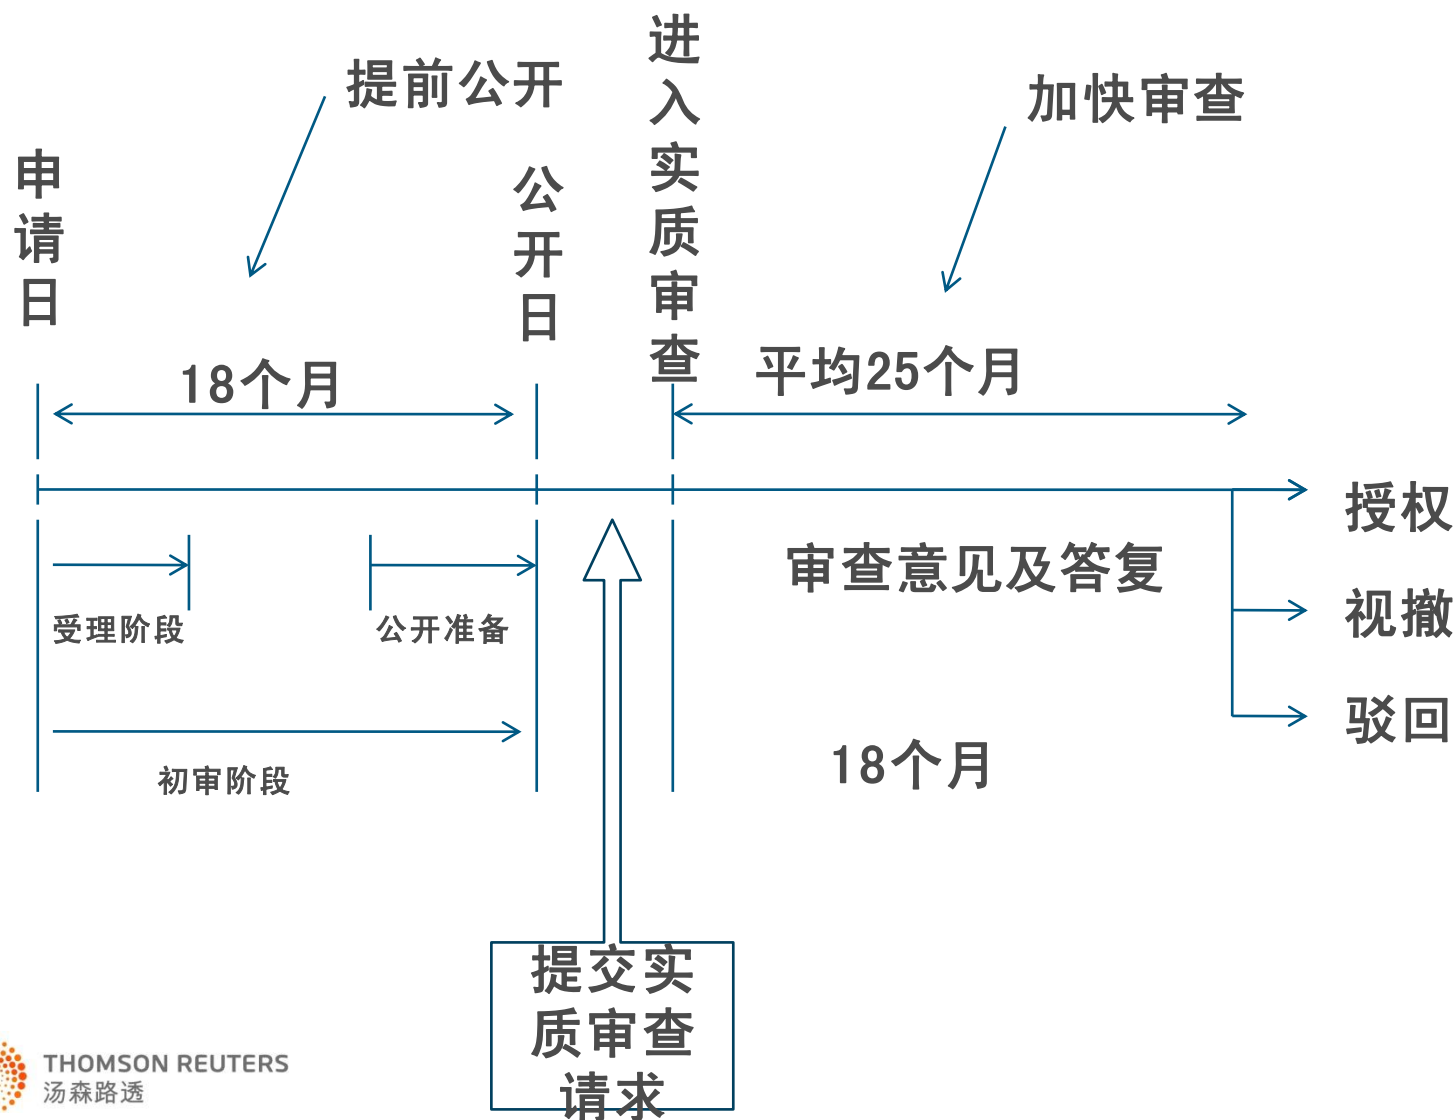 提前公开
进入实质审查
加快审查
申请日
公开日
18个月
平均25个月
授权
审查意见及答复
视撤
受理阶段
公开准备
驳回
初审阶段
18个月
提交实
质审查
请求
THOMSON REUTERS
汤森路透